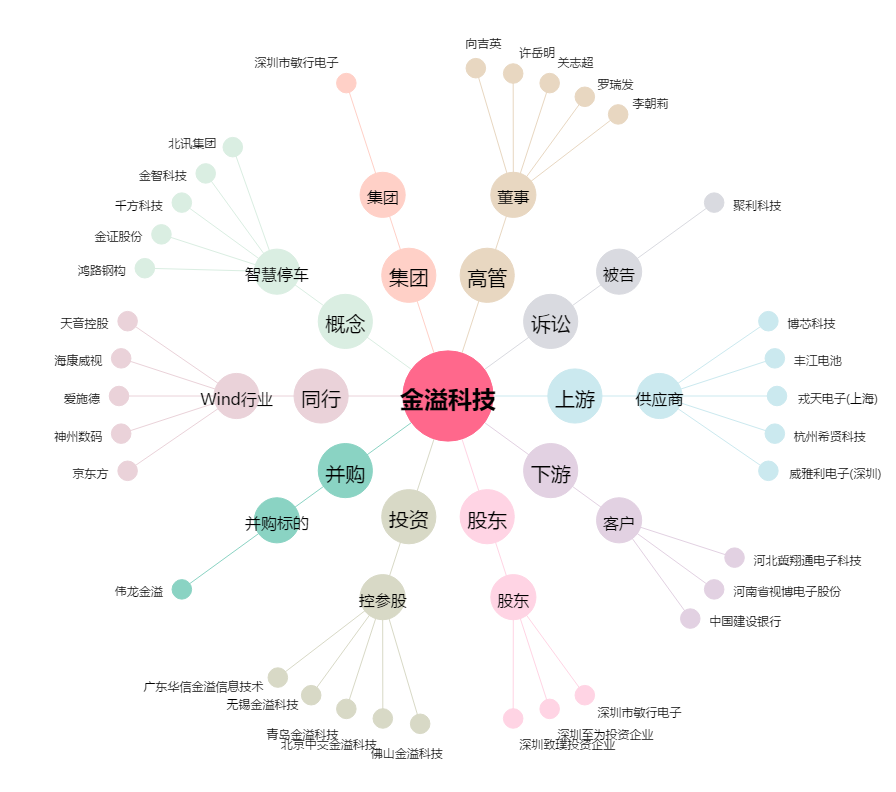 向吉英
许岳明
深圳市敏行电子
关志超
罗瑞发
李朝莉
北讯集团
金智科技
集团
董事
千方科技
聚利科技
金证股份
鸿路钢构
智慧停车
集团
高管
被告
天音控股
概念
诉讼
博芯科技
海康威视
丰江电池
爱施德
Wind行业
同行
金溢科技
上游
供应商
戎天电子(上海)
神州数码
杭州希贤科技
京东方
并购
下游
威雅利电子(深圳)
并购标的
投资
股东
客户
河北冀翔通电子科技
伟龙金溢
控参股
股东
河南省视博电子股份
中国建设银行
广东华信金溢信息技术
无锡金溢科技
深圳市敏行电子
青岛金溢科技
深圳至为投资企业
北京中交金溢科技
深圳致璞投资企业
佛山金溢科技